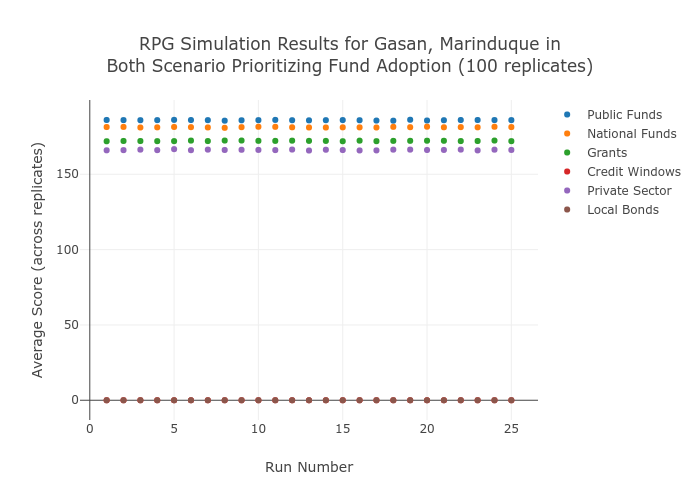 RPG Simulation Results for Gasan, Marinduque in
Both Scenario Prioritizing Fund Adoption (100 replicates)
Public Funds
National Funds
Grants
Credit Windows
Private Sector
Local Bonds
Average Score (across replicates)
150
100
50
0
0
5
10
15
20
25
Run Number